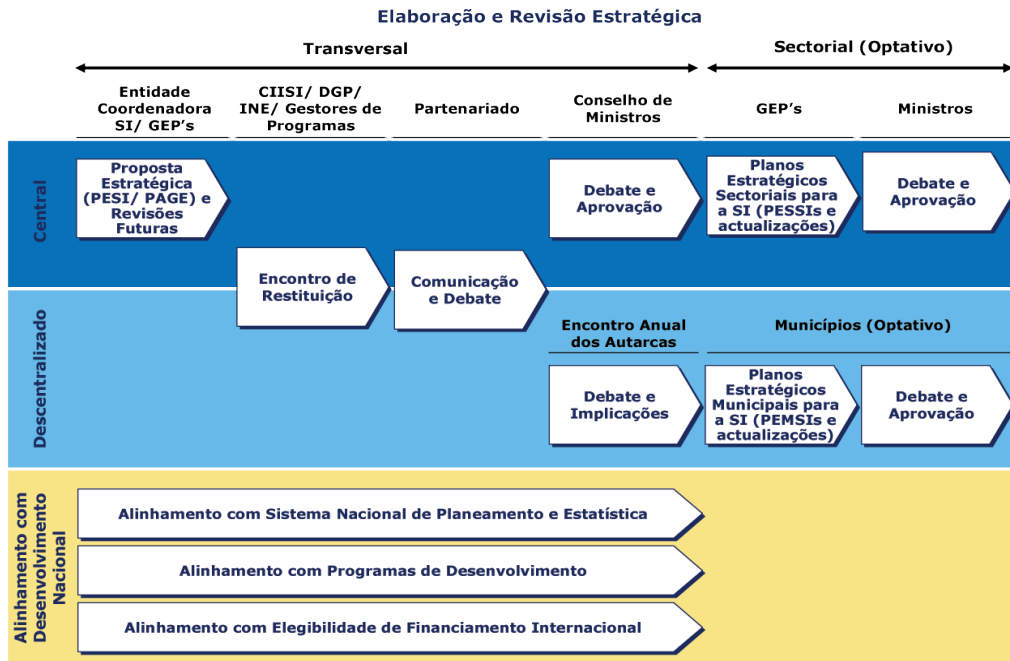 Elaboração e Revisão Estratégica
Transversal
Sectorial (Optativo)
Entidade
Coordenadora
SI/ GEP's
CIISI/ DGP/
INE/ Gestores de
Programas
Partenariado
Conselho de
Ministros
GEP's
Ministros
Central
Proposta
Estratégica
(PESI/ PAGE) e
Revisões
Futuras
Debate e
Aprovação
Planos
Estratégicos
Sectoriais para
a SI (PESSIs e
actualizações)
Debate e
Aprovação
Encontro de
Restituição
Comunicação
e Debate
Descentralizado
Encontro Anual
dos Autarcas
Municípios (Optativo)
Debate e
Implicações
Planos
Estratégicos
Municipais para
a SI (PEMSIs e
actualizações)
Debate e
Aprovação
Alinhamento com
Desenvolvimento
Nacional
Alinhamento com Sistema Nacional de Planeamento e Estatística
Alinhamento com Programas de Desenvolvimento
Alinhamento com Elegibilidade de Financiamento Internacional